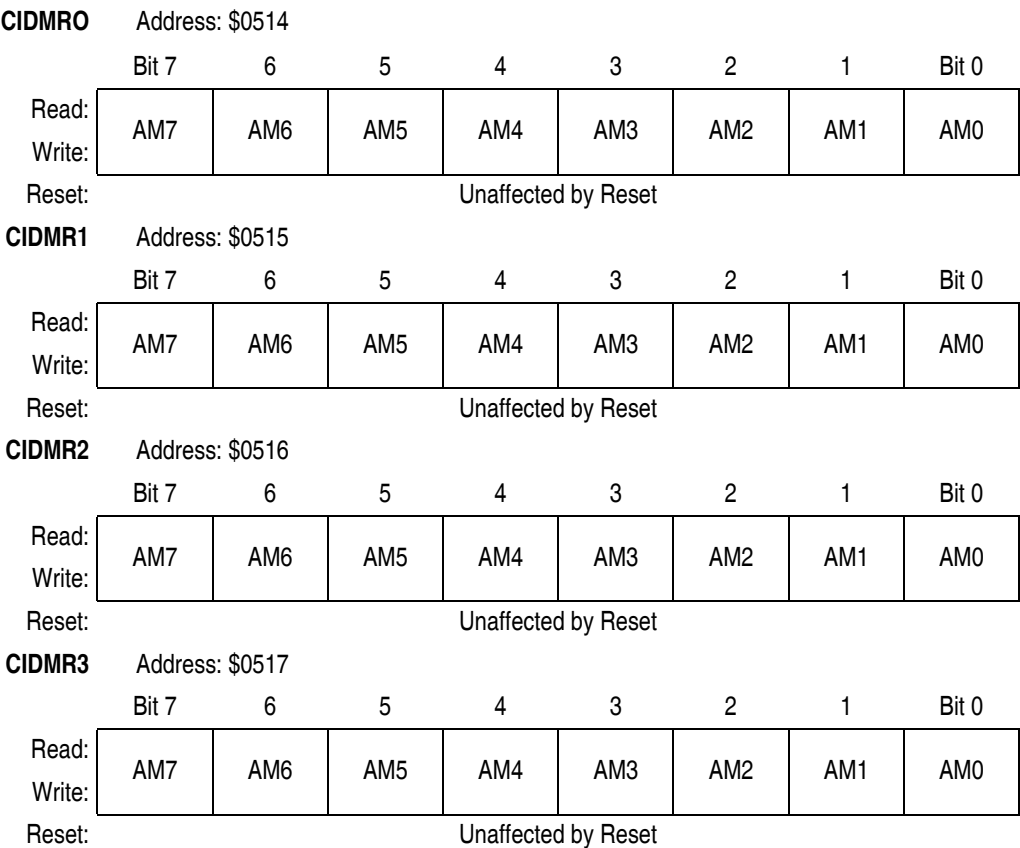 CIDMRO Address: $0514
Bit 7 6 5 4 3 2 1 Bit 0
Read:
AM7 AM6 AM5 AM4 AM3 AM2 AM1 AM0
Write:
Reset: Unaffected by Reset
CIDMR1 Address: $0515
Bit 7 6 5 4 3 2 1 Bit 0
Read:
AM7 AM6 AM5 AM4 AM3 AM2 AM1 AM0
Write:
Reset: Unaffected by Reset
CIDMR2 Address: $0516
Bit 7 6 5 4 3 2 1 Bit 0
Read:
AM7 AM6 AM5 AM4 AM3 AM2 AM1 AM0
Write:
Reset: Unaffected by Reset
CIDMR3 Address: $0517
Bit 7 6 5 4 3 2 1 Bit 0
Read:
AM7 AM6 AM5 AM4 AM3 AM2 AM1 AM0
Write:
Reset: Unaffected by Reset